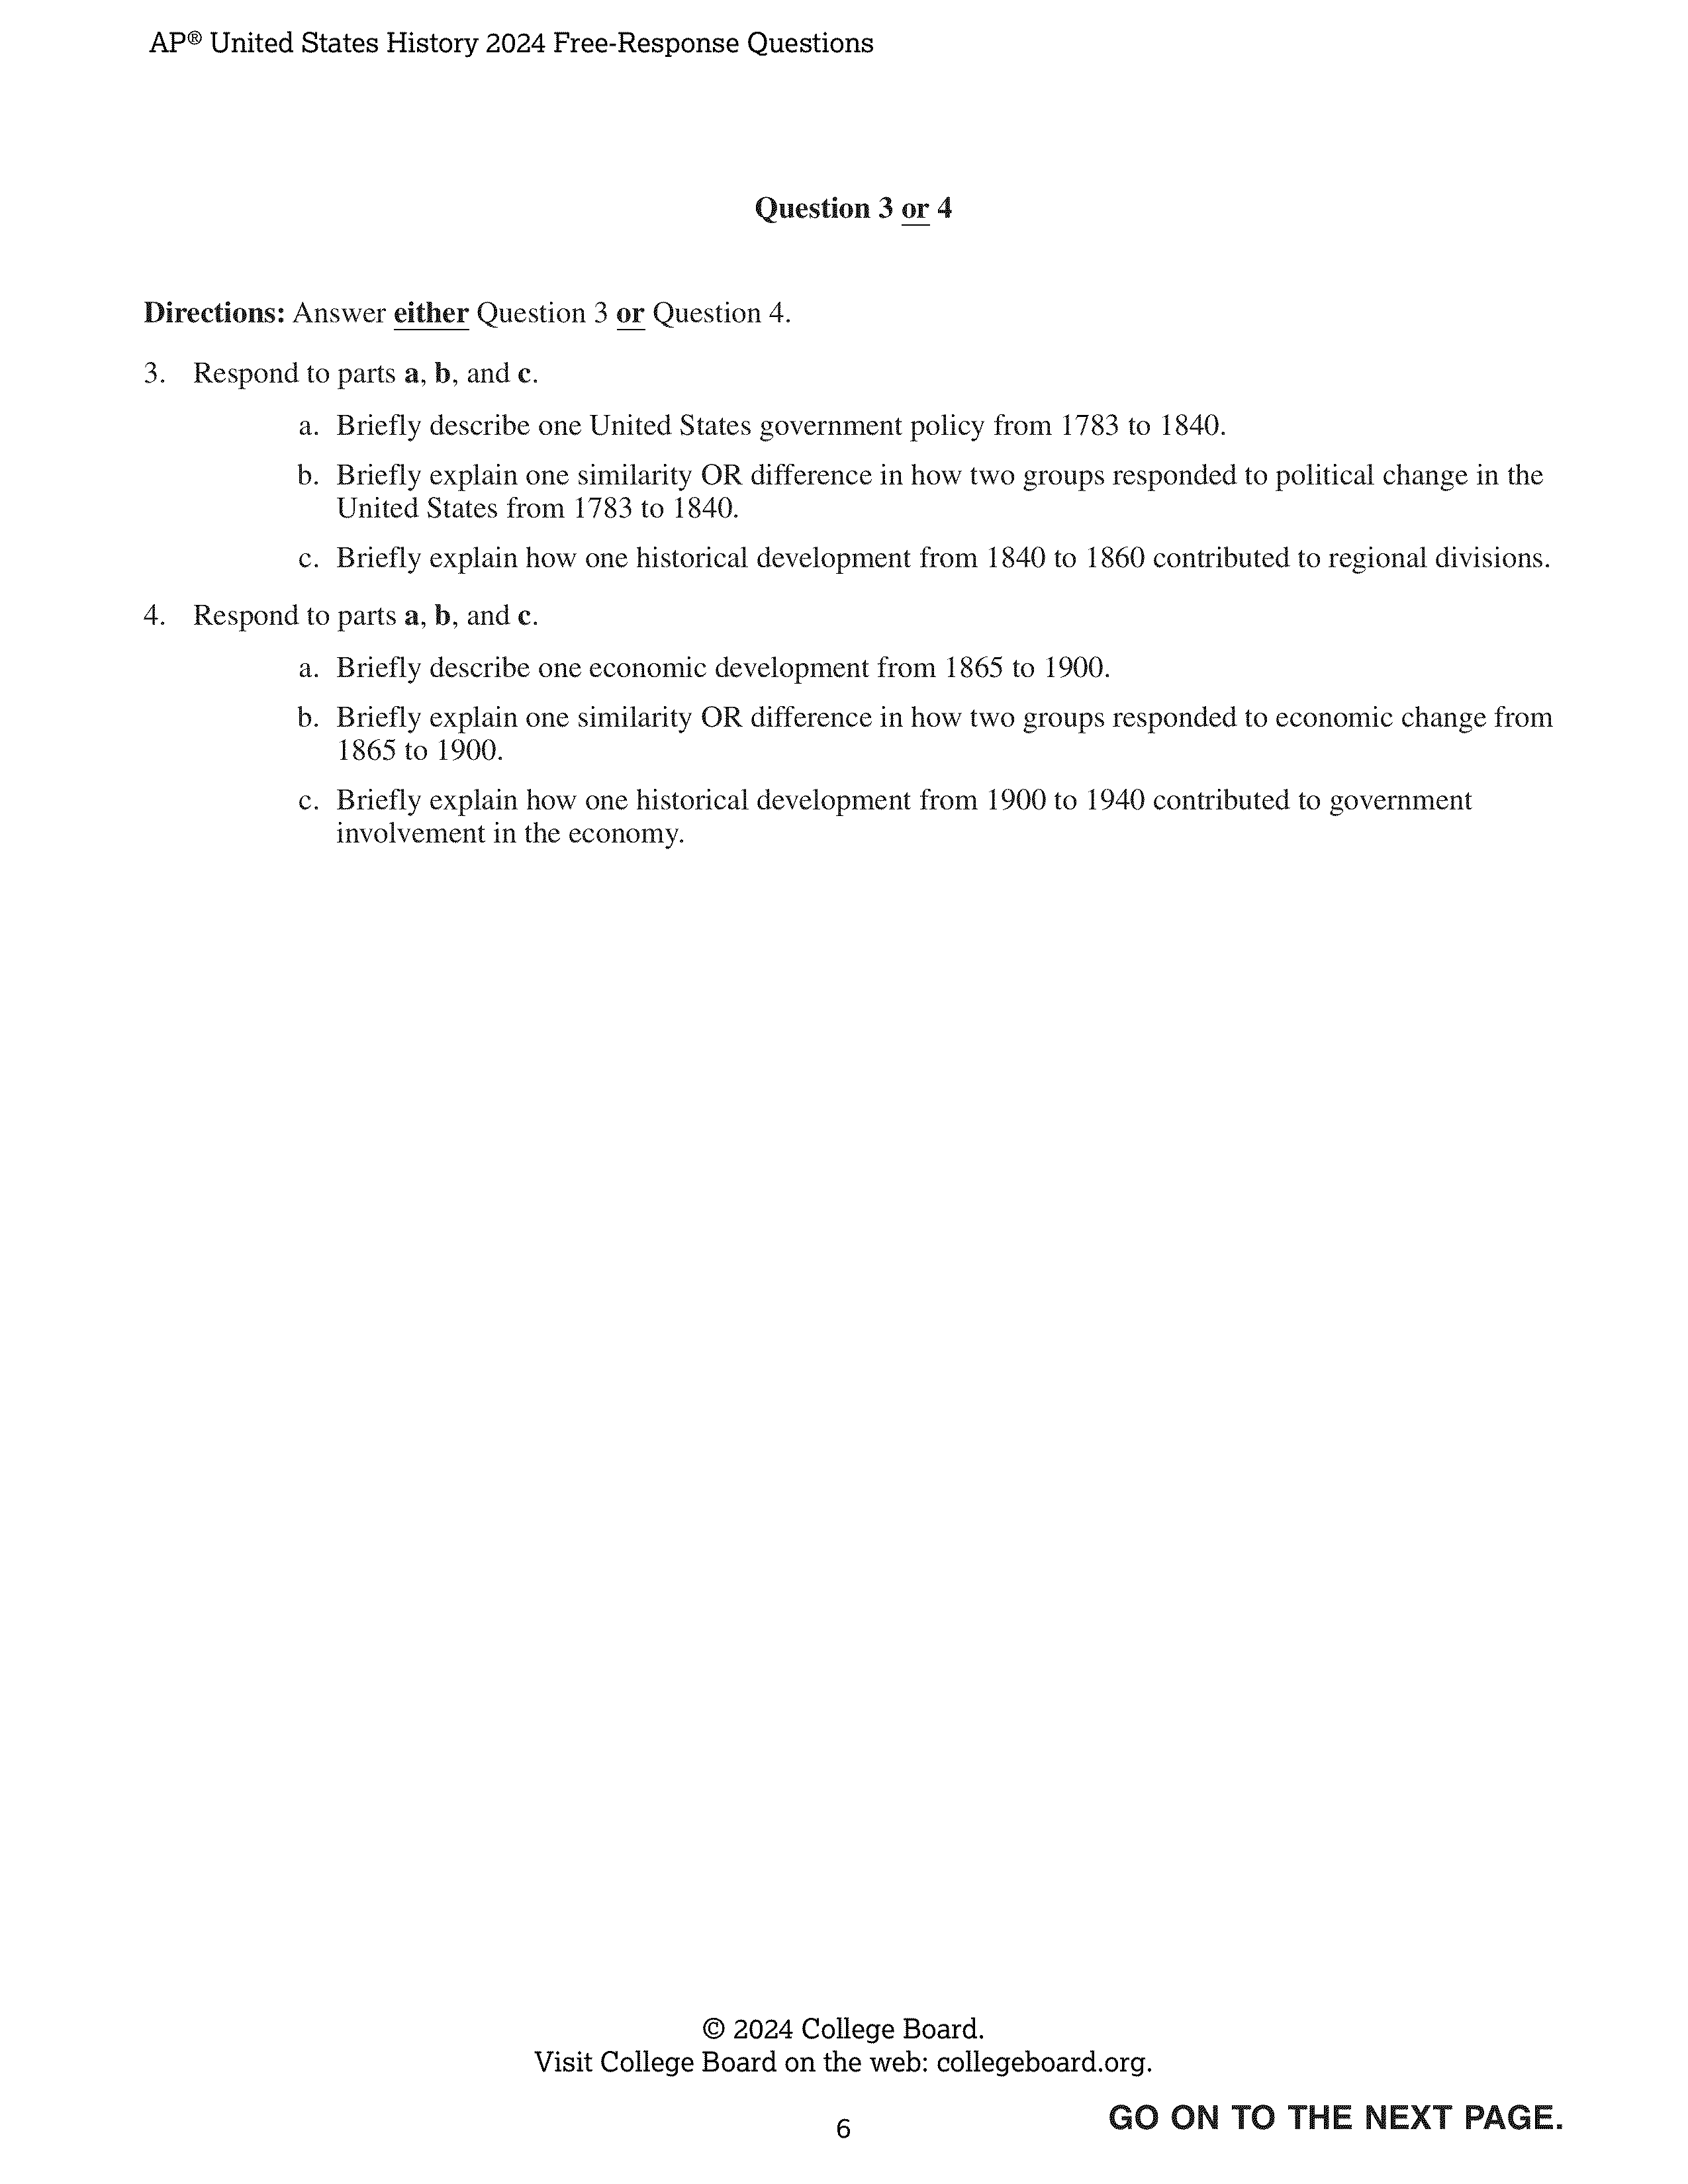 AP® United States History 2024 Free-Response Questions
Question 3 or 4
Directions: Answer either Question 3 or Question 4.
3. Respond to parts a, b, and c.
a. Briefly describe one United States government policy from 1783 to 1840.
b. Briefly explain one similarity OR difference in how two groups responded to political change in the
United States from 1783 to 1840.
c. Briefly explain how one historical development from 1840 to 1860 contributed to regional divisions.
4. Respond to parts a, b, and c.
a. Briefly describe one economic development from 1865 to 1900.
b. Briefly explain one similarity OR difference in how two groups responded to economic change from
1865 to 1900.
c. Briefly explain how one historical development from 1900 to 1940 contributed to government
involvement in the economy.
© 2024 College Board.
Visit College Board on the web: collegeboard.org.
GO ON TO THE NEXT PAGE.
6